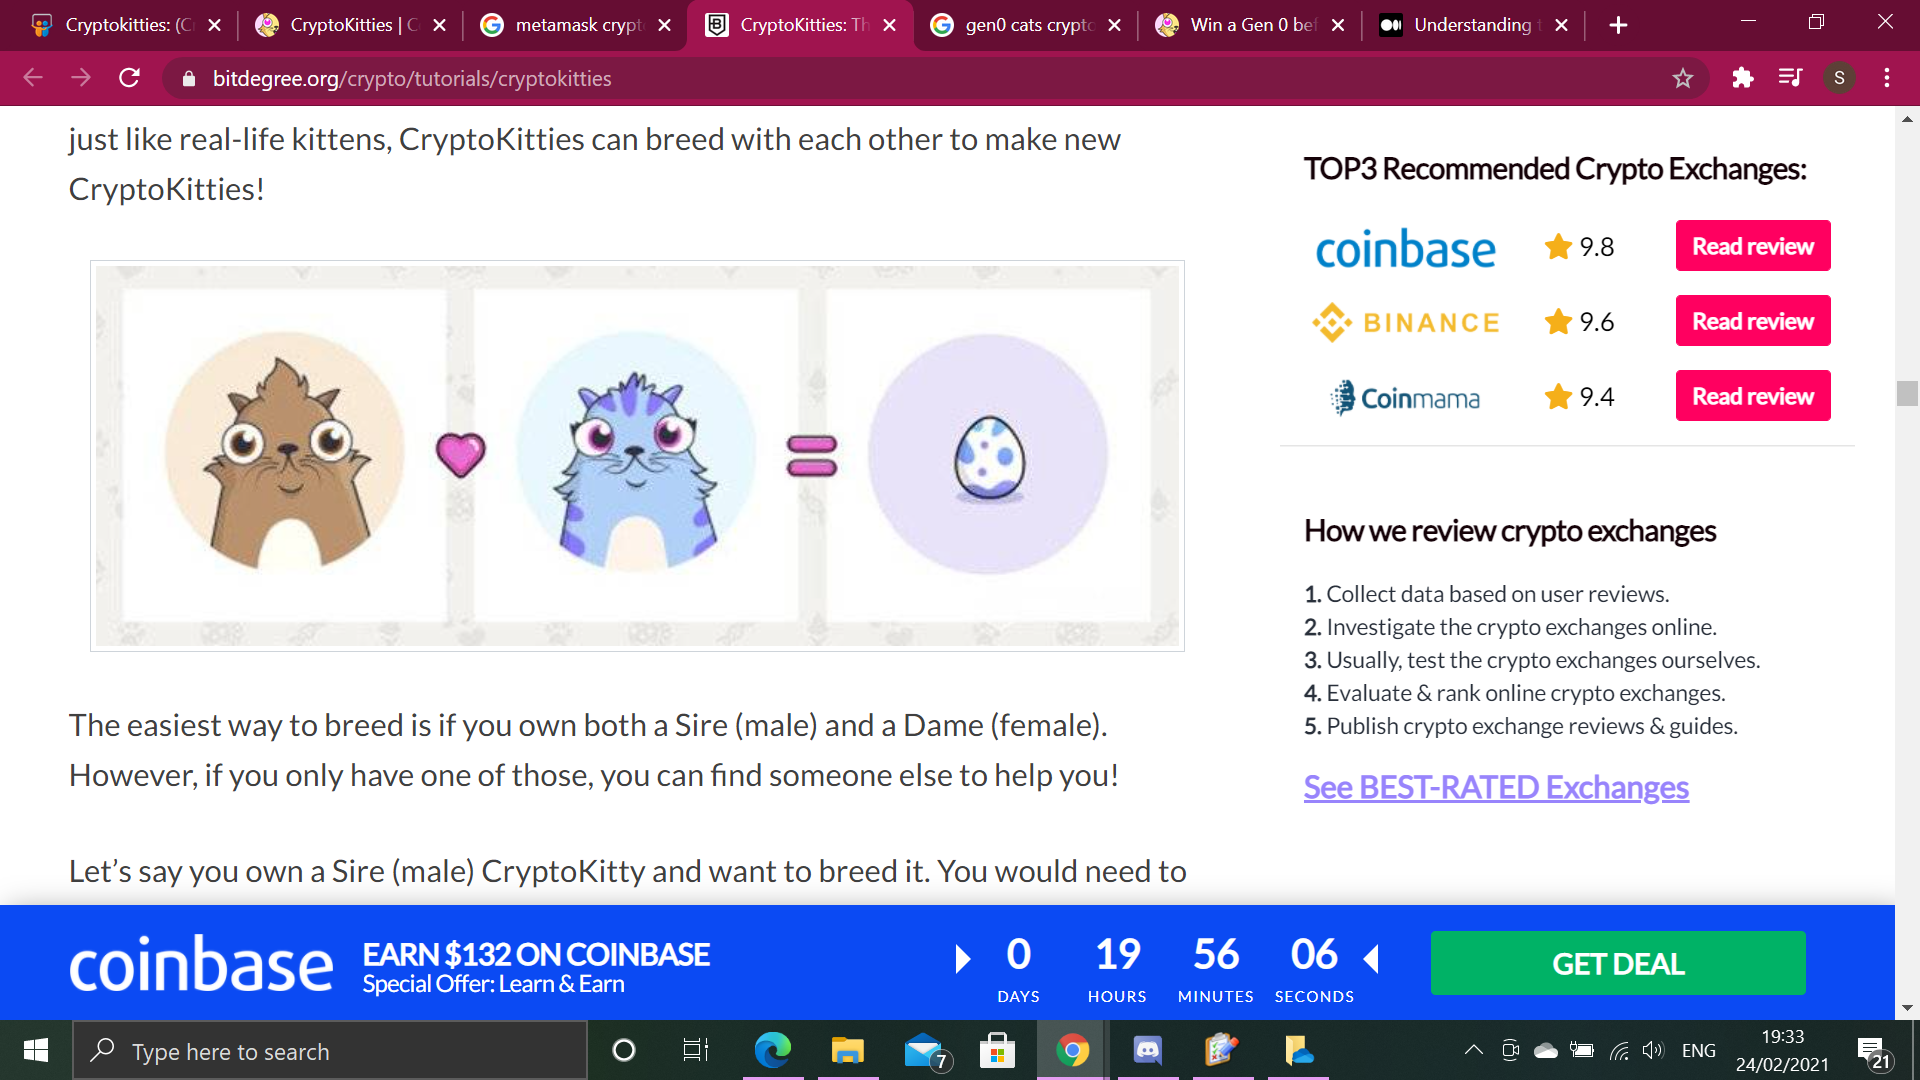 Cryptokitties: (C
CryptoKitties | C
metamask crypt
CryptoKitties: Th
gen0 cats crypto
Win a Gen 0 bef
Understanding t
bitdegree.org/crypto/tutorials/cryptokitties
S
just like real-life kittens, CryptoKitties can breed with each other to make new
CryptoKitties!
The easiest way to breed is if you own both a Sire (male) and a Dame (female).
However, if you only have one of those, you can find someone else to help you!
Let's say you own a Sire (male) CryptoKitty and want to breed it. You would need to
TOP3 Recommended Crypto Exchanges:
coinbase 9.8 Read review
BINANCE 9.6 Read review
Coinmama 9.4 Read review
How we review crypto exchanges
1. Collect data based on user reviews.
2. Investigate the crypto exchanges online.
3. Usually, test the crypto exchanges ourselves.
4. Evaluate & rank online crypto exchanges.
5. Publish crypto exchange reviews & guides.
See BEST-RATED Exchanges
coinbase
EARN $132 ON COINBASE
Special Offer: Learn & Earn
0 19 56 06
DAYS HOURS MINUTES SECONDS
GET DEAL
Type here to search
7
ENG
19:33
24/02/2021
21